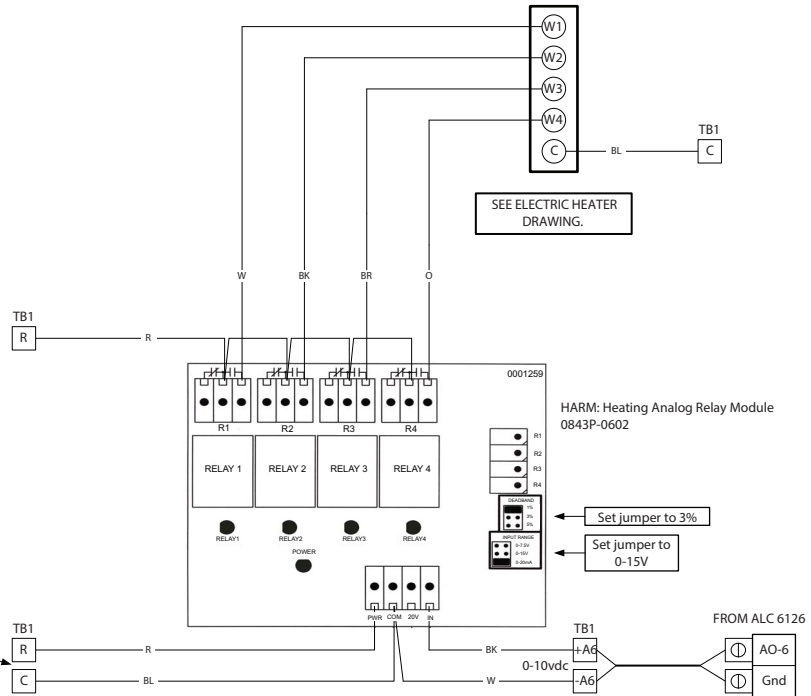 W1
W2
W3
W4
C
BL
TB1
C
SEE ELECTRIC HEATER
DRAWING.
W
BK
BR
O
TB1
R
R
0001259
R1
R2
R3
R4
HARM: Heating Analog Relay Module
0843P-0602
R1
R2
R3
R4
RELAY 1
RELAY 2
RELAY 3
RELAY 4
DEADBAND
1%
3%
5%
Set jumper to 3%
RELAY1
RELAY2
RELAY3
RELAY4
POWER
INPUT RANGE
0-7.5V
0-15V
0-20mA
Set jumper to
0-15V
PWR
COM
20V
IN
TB1
R
R
C
BL
BK
W
0-10vdc
TB1
+A6
-A6
FROM ALC 6126
AO-6
Gnd